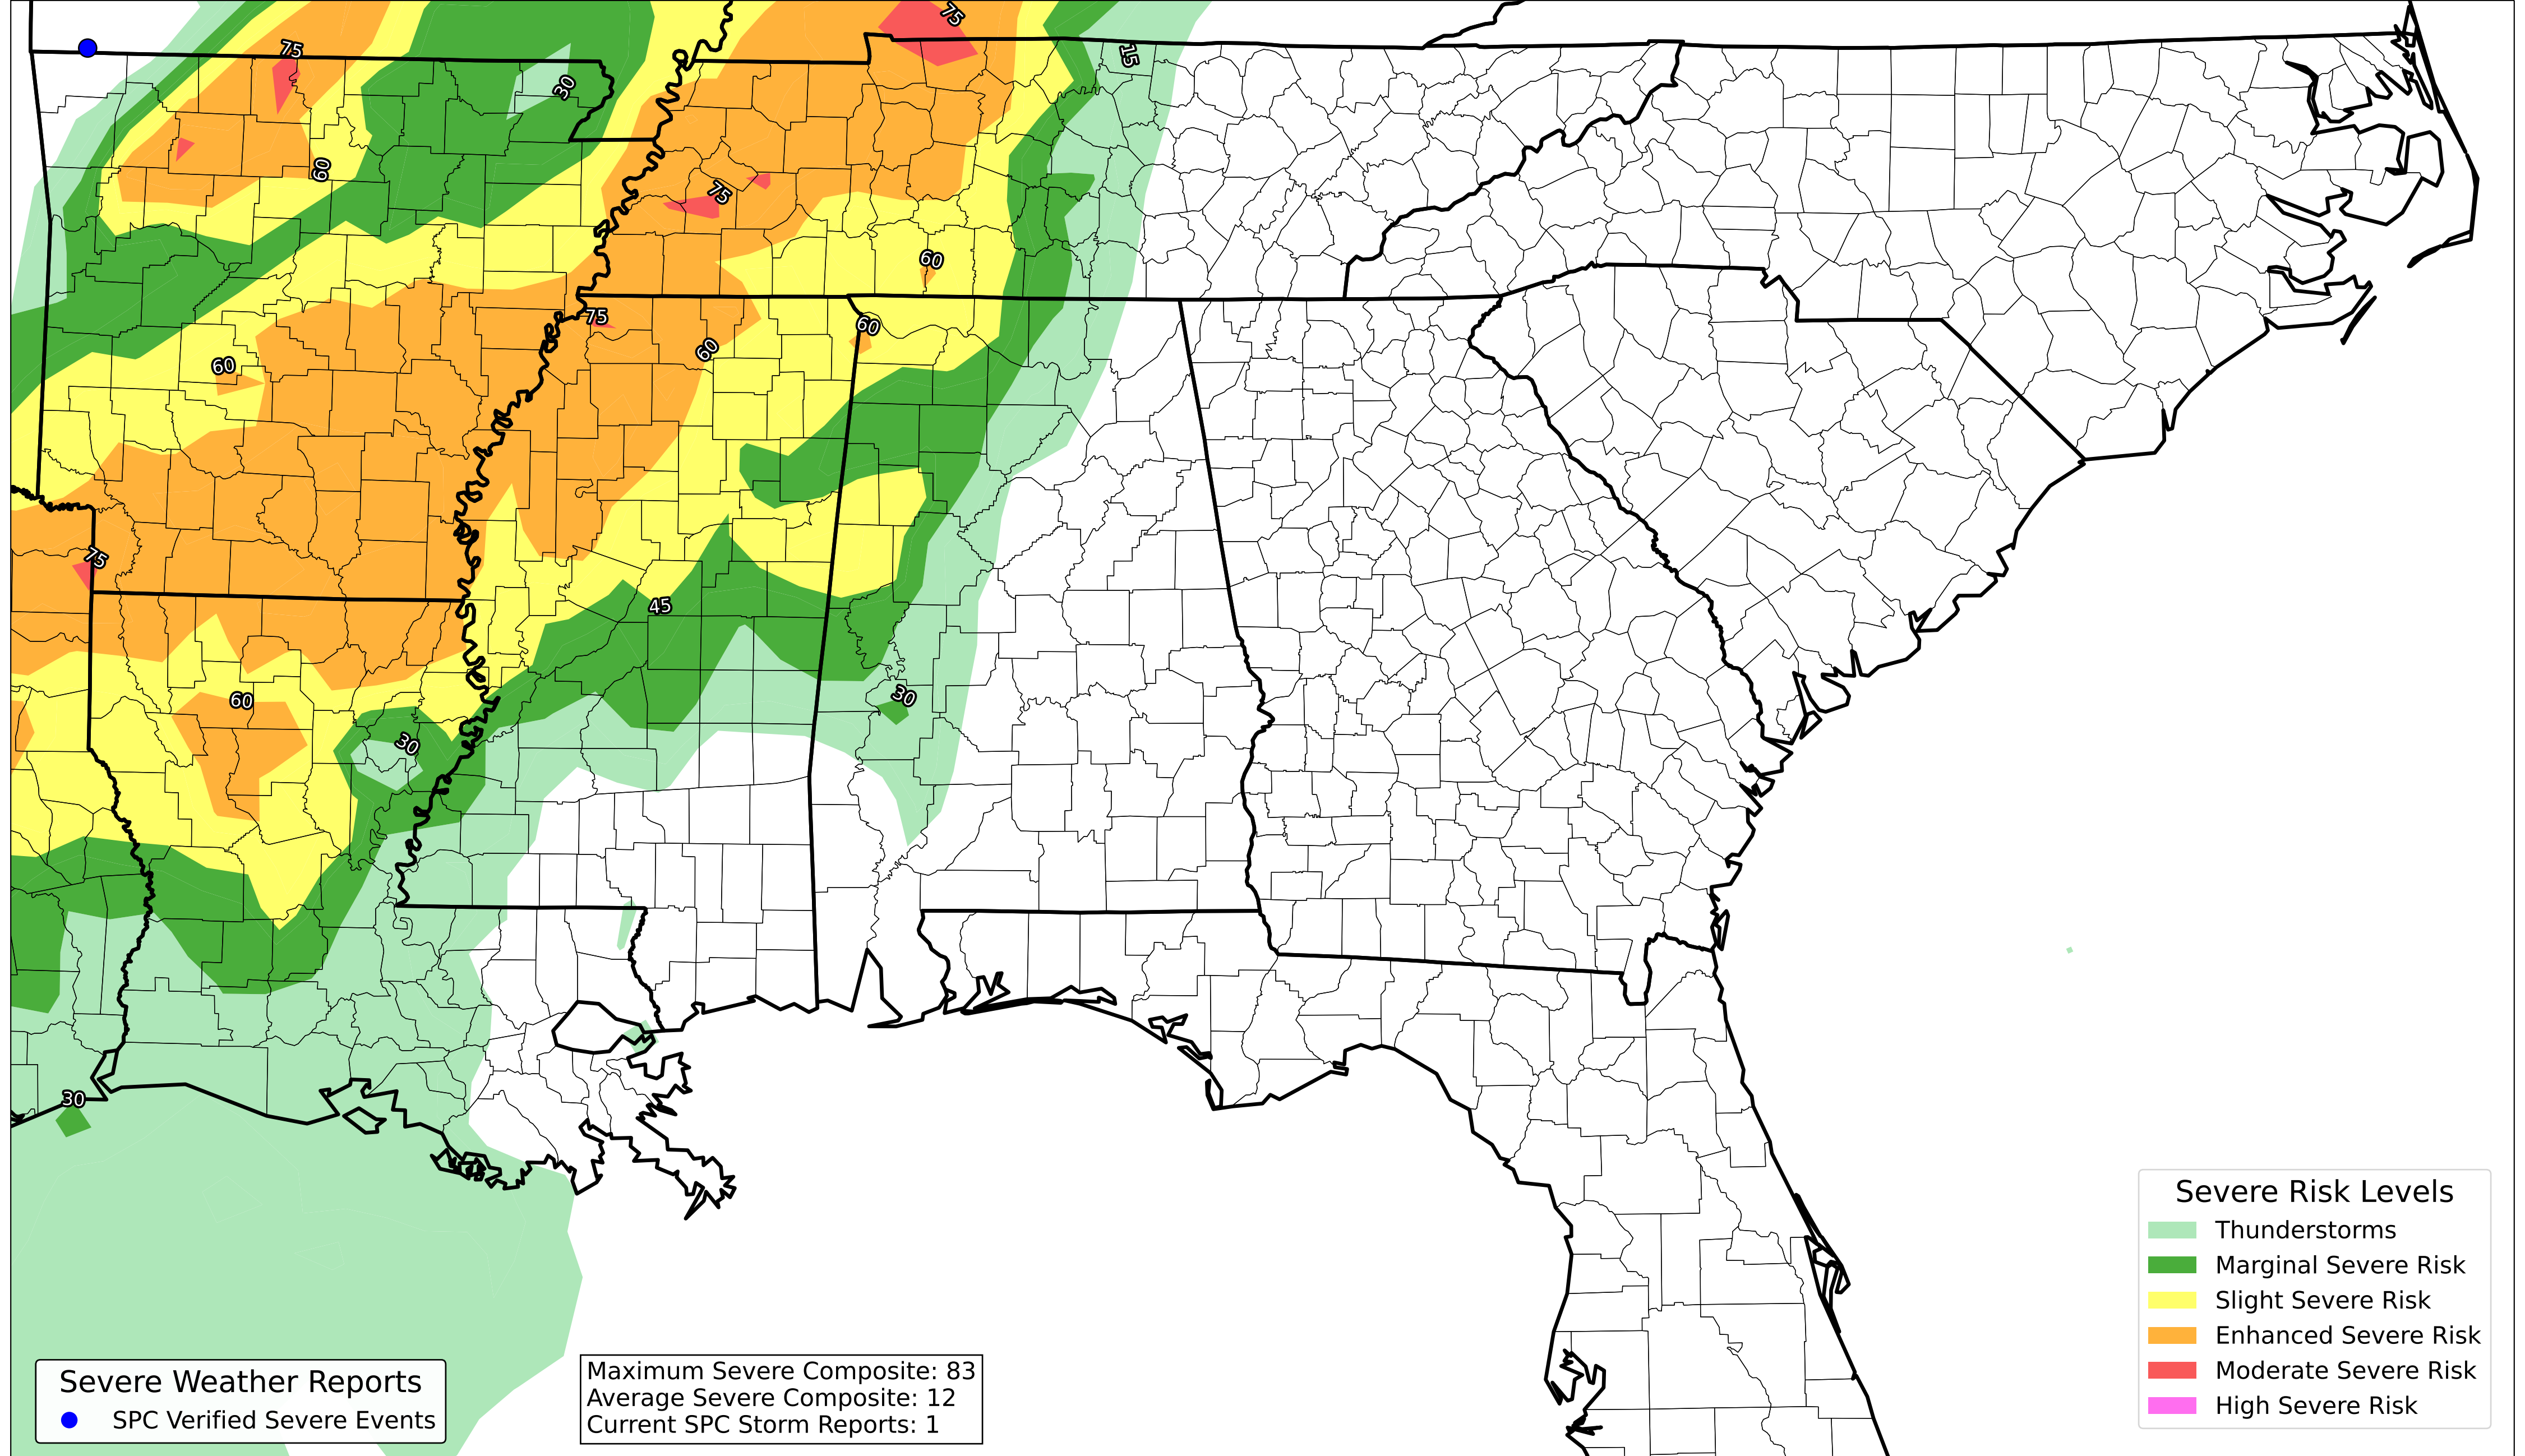 75
75
15
30
60
75
60
75
60
60
60
75
45
60
30
30
30
Severe Risk Levels
Thunderstorms
Marginal Severe Risk
Slight Severe Risk
Enhanced Severe Risk
Moderate Severe Risk
High Severe Risk
Severe Weather Reports
SPC Verified Severe Events
Maximum Severe Composite: 83
Average Severe Composite: 12
Current SPC Storm Reports: 1